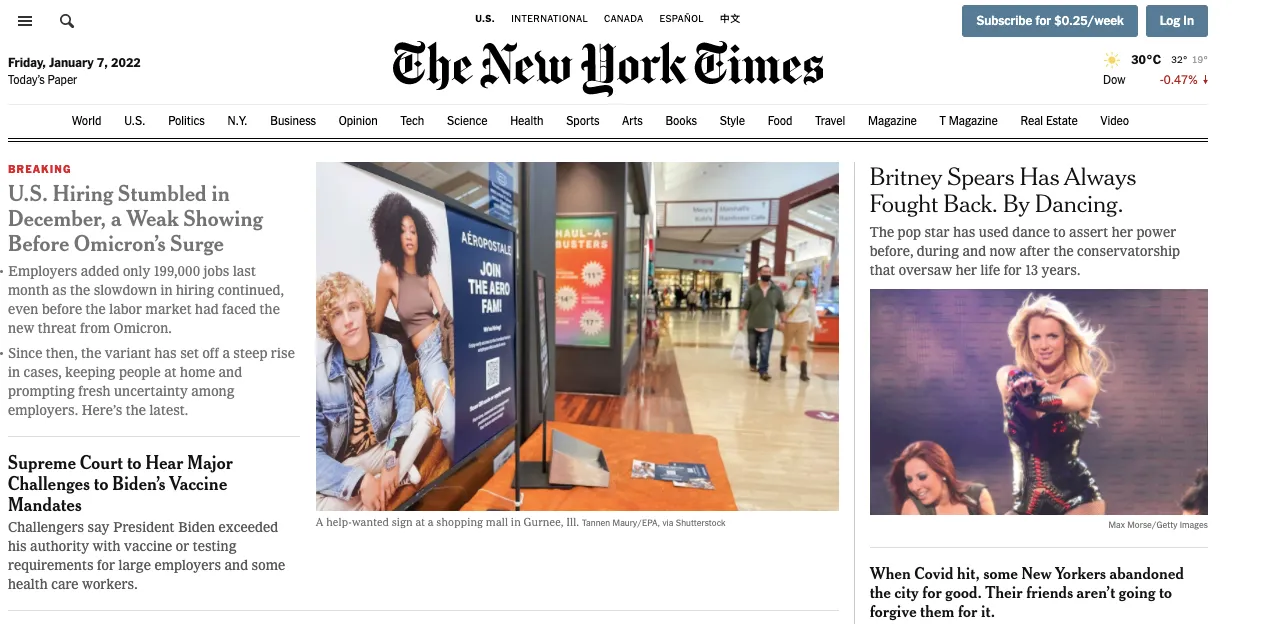 U.S. INTERNATIONAL CANADA ESPAÑOL 中文
Subscribe for $0.25/week Log In
Friday, January 7, 2022
Today's Paper
The New York Times
30°C 32° 19°
Dow -0.47% ↓
World U.S. Politics N.Y. Business Opinion Tech Science Health Sports Arts Books Style Food Travel Magazine T Magazine Real Estate Video
BREAKING
U.S. Hiring Stumbled in
December, a Weak Showing
Before Omicron's Surge
• Employers added only 199,000 jobs last
month as the slowdown in hiring continued,
even before the labor market had faced the
new threat from Omicron.
• Since then, the variant has set off a steep rise
in cases, keeping people at home and
prompting fresh uncertainty among
employers. Here's the latest.
Supreme Court to Hear Major
Challenges to Biden's Vaccine
Mandates
Challengers say President Biden exceeded
his authority with vaccine or testing
requirements for large employers and some
health care workers.
AÉROPOSTALE
JOIN
THE AERO
FAM!
We're hiring!
HAUL-A-
BUSTERS
A help-wanted sign at a shopping mall in Gurnee, Ill. Tannen Maury/EPA, via Shutterstock
Britney Spears Has Always
Fought Back. By Dancing.
The pop star has used dance to assert her power
before, during and now after the conservatorship
that oversaw her life for 13 years.
Max Morse/Getty Images
When Covid hit, some New Yorkers abandoned
the city for good. Their friends aren't going to
forgive them for it.